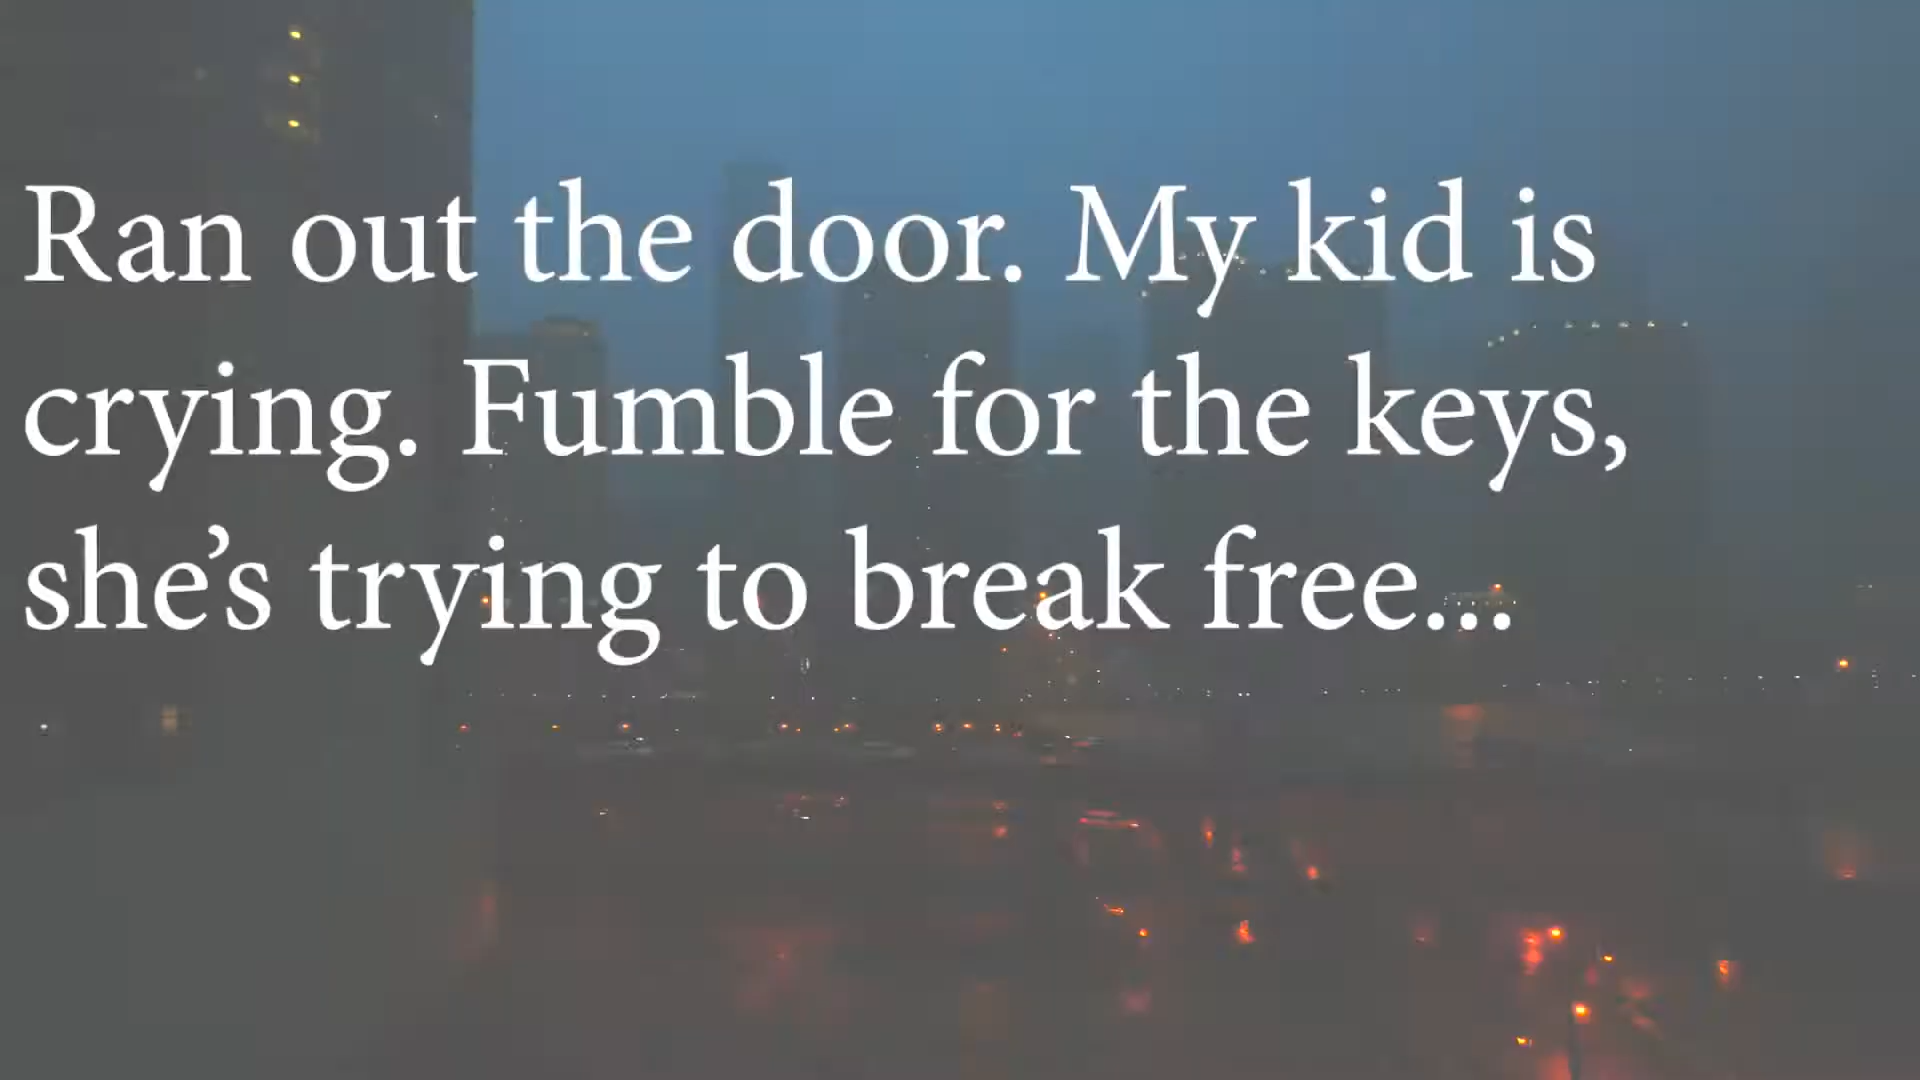 Ran out the door. My kid is
crying. Fumble for the keys,
she’s trying to break free...